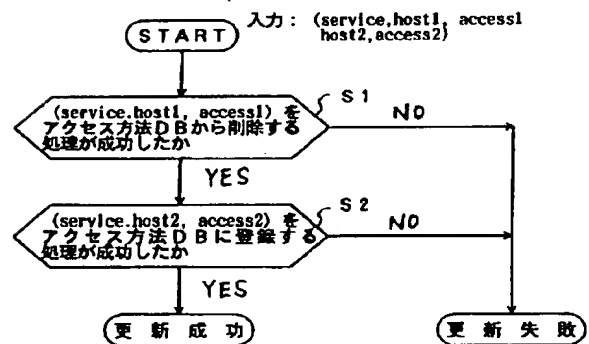 入力： (service,host1, access1
host2,access2)
START
(service.host1, access1) を
アクセス方法DBから削除する
処理が成功したか
S1
NO
YES
(service.host2, access2) を
アクセス方法DBに登録する
処理が成功したか
S2
NO
YES
更新成功
更新失敗